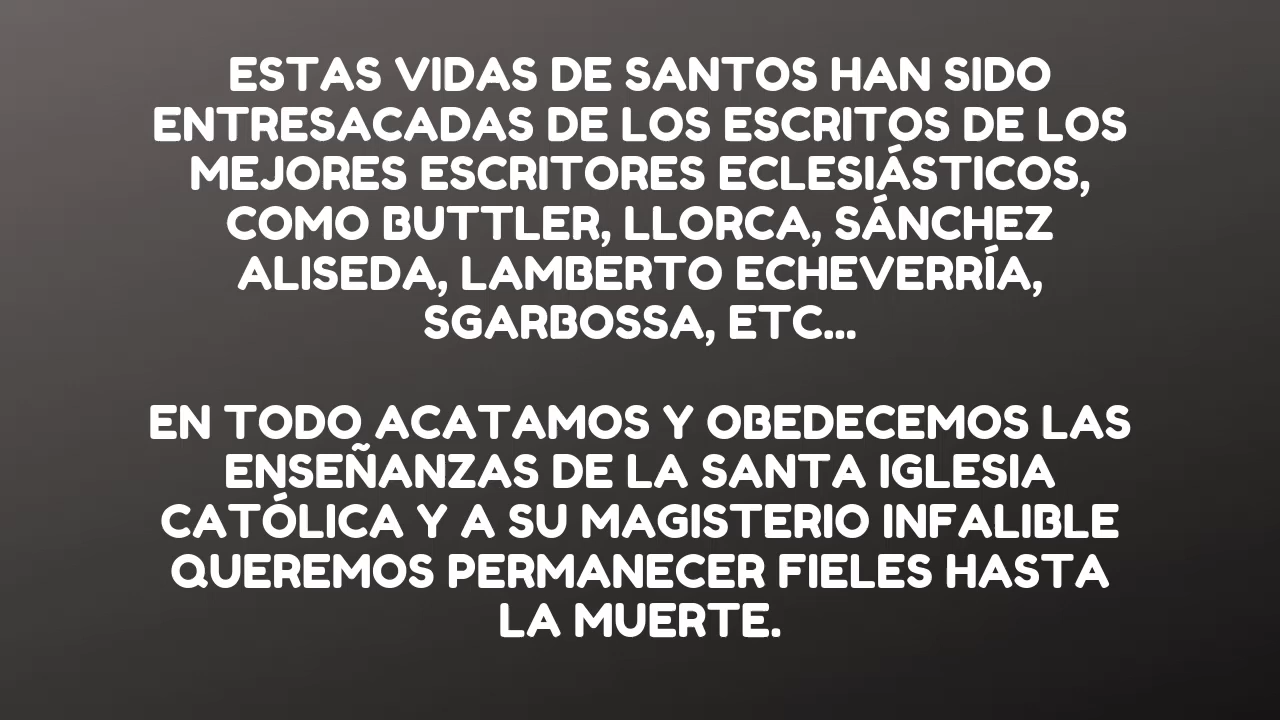 ESTAS VIDAS DE SANTOS HAN SIDO
ENTRESACADAS DE LOS ESCRITOS DE LOS
MEJORES ESCRITORES ECLESIÁSTICOS,
COMO BUTTLER, LLORCA, SÁNCHEZ
ALISEDA, LAMBERTO ECHEVERRÍA,
SGARBOSSA, ETC...
EN TODO ACATAMOS Y OBEDECEMOS LAS
ENSEÑANZAS DE LA SANTA IGLESIA
CATÓLICA Y A SU MAGISTERIO INFALIBLE
QUEREMOS PERMANECER FIELES HASTA
LA MUERTE.